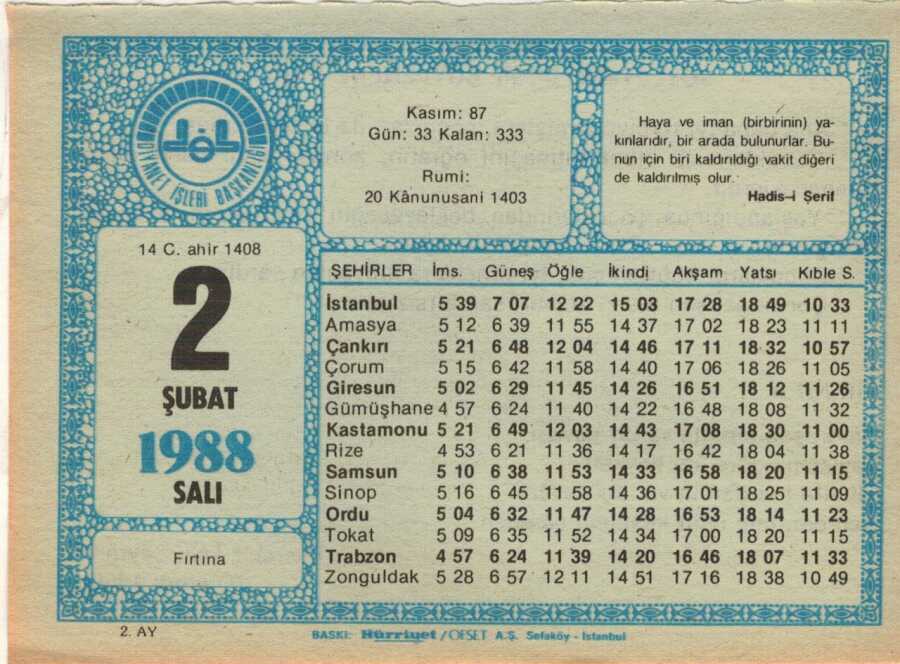 DİYANET İŞLERİ BAŞKANLIĞI
Kasım: 87
Gün: 33 Kalan: 333
Rumi:
20 Kânunusani 1403
Haya ve iman (birbirinin) ya-
kınlarıdır, bir arada bulunurlar. Bu-
nun için biri kaldırıldığı vakit diğeri
de kaldırılmış olur.
Hadis-i Şerif
14 C. ahir 1408
2
ŞUBAT
1988
SALI
Fırtına
ŞEHİRLER İms. Güneş Öğle İkindi Akşam Yatsı Kıble S.
İstanbul 5 39 7 07 12 22 15 03 17 28 18 49 10 33
Amasya 5 12 6 39 11 55 14 37 17 02 18 23 11 11
Çankırı 5 21 6 48 12 04 14 46 17 11 18 32 10 57
Çorum 5 15 6 42 11 58 14 40 17 06 18 26 11 05
Giresun 5 02 6 29 11 45 14 26 16 51 18 12 11 26
Gümüşhane 4 57 6 24 11 40 14 22 16 48 18 08 11 32
Kastamonu 5 21 6 49 12 03 14 43 17 08 18 30 11 00
Rize 4 53 6 21 11 36 14 17 16 42 18 04 11 38
Samsun 5 10 6 38 11 53 14 33 16 58 18 20 11 15
Sinop 5 16 6 45 11 58 14 36 17 01 18 25 11 09
Ordu 5 04 6 32 11 47 14 28 16 53 18 14 11 23
Tokat 5 09 6 35 11 52 14 34 17 00 18 20 11 15
Trabzon 4 57 6 24 11 39 14 20 16 46 18 07 11 33
Zonguldak 5 28 6 57 12 11 14 51 17 16 18 38 10 49
2. AY
BASKI: Hürriyet/OFSET A.Ş. Sefaköy - İstanbul